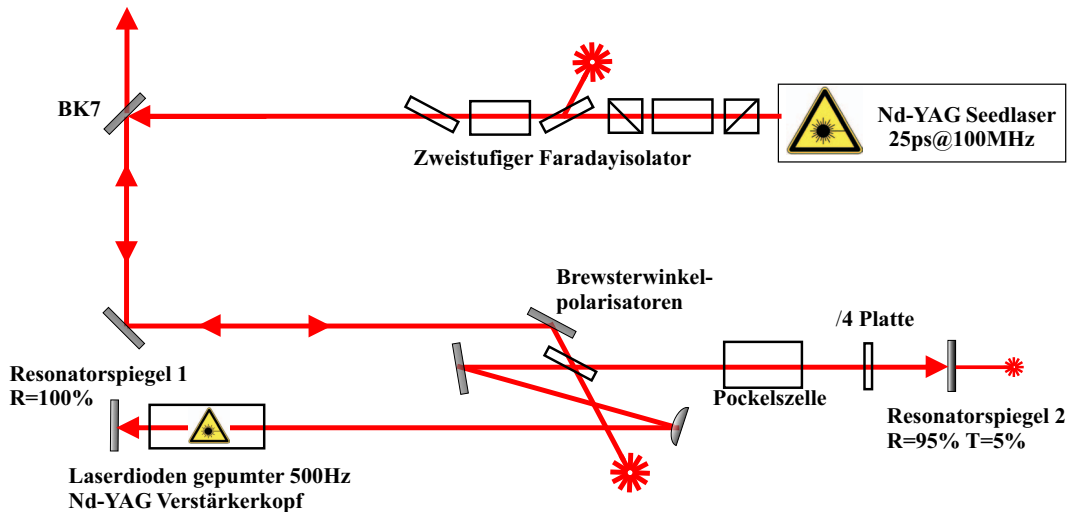 BK7
Nd-YAG Seedlaser
25ps@100MHz
Zweistufiger Faradayisolator
Brewsterwinkel-
polarisatoren
/4 Platte
Resonatorspiegel 1
R=100%
Pockelszelle
Resonatorspiegel 2
R=95% T=5%
Laserdioden gepumter 500Hz
Nd-YAG Verstärkerkopf